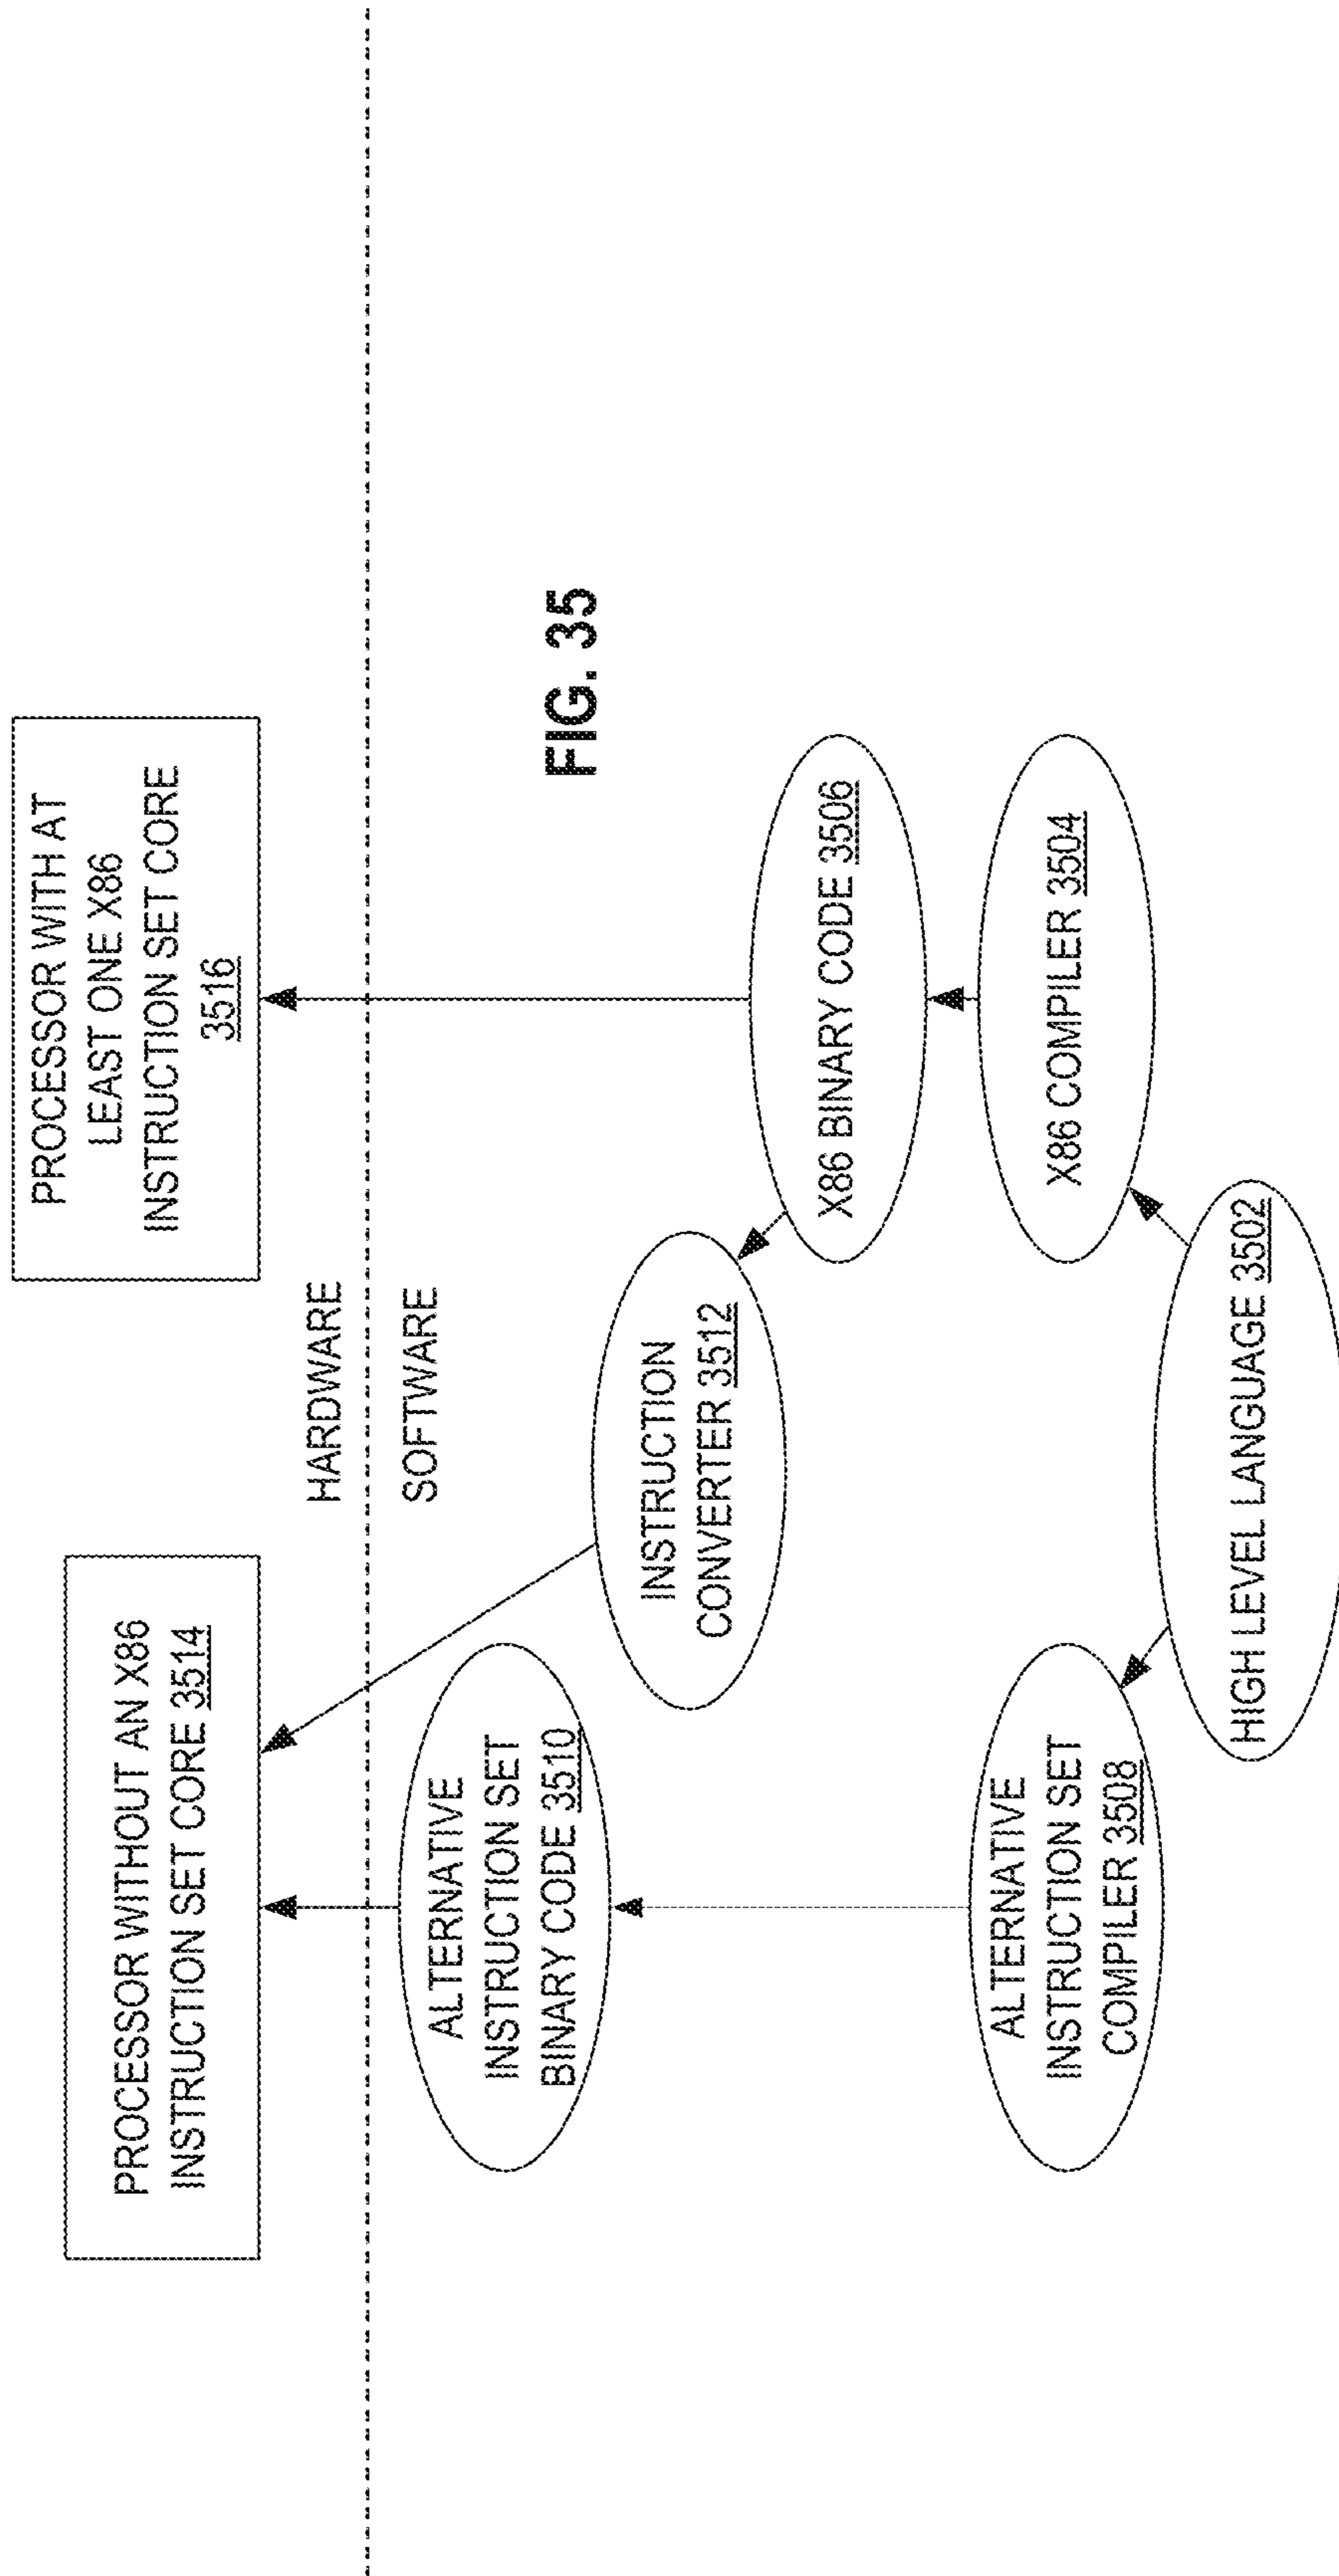 PROCESSOR WITHOUT AN X86
INSTRUCTION SET CORE 3514
PROCESSOR WITH AT
LEAST ONE X86
INSTRUCTION SET CORE
3516
HARDWARE
SOFTWARE
ALTERNATIVE
INSTRUCTION SET
BINARY CODE 3510
INSTRUCTION
CONVERTER 3512
FIG. 35
X86 BINARY CODE 3506
ALTERNATIVE
INSTRUCTION SET
COMPILER 3508
X86 COMPILER 3504
HIGH LEVEL LANGUAGE 3502